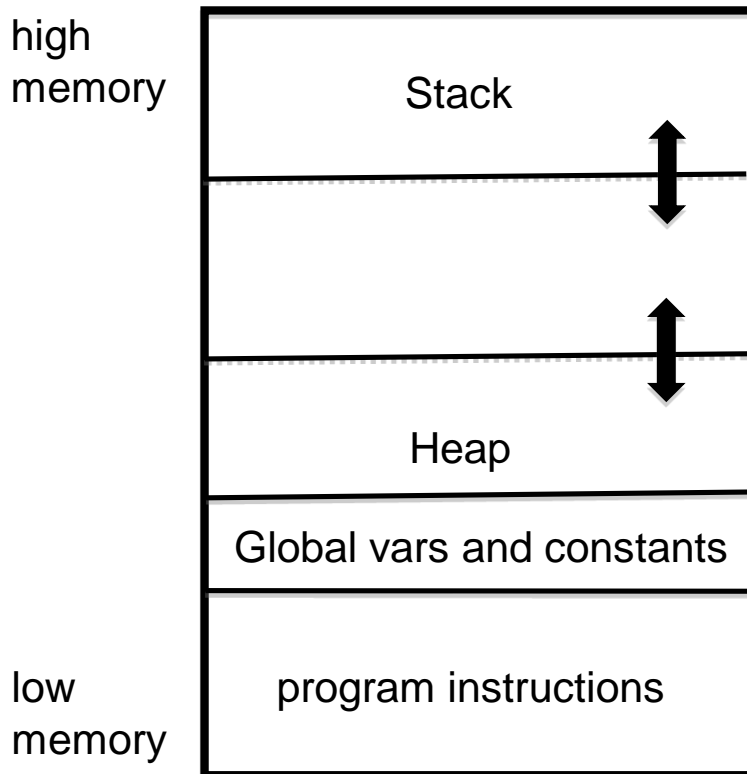 high
memory
Stack
Heap
Global vars and constants
low
memory
program instructions